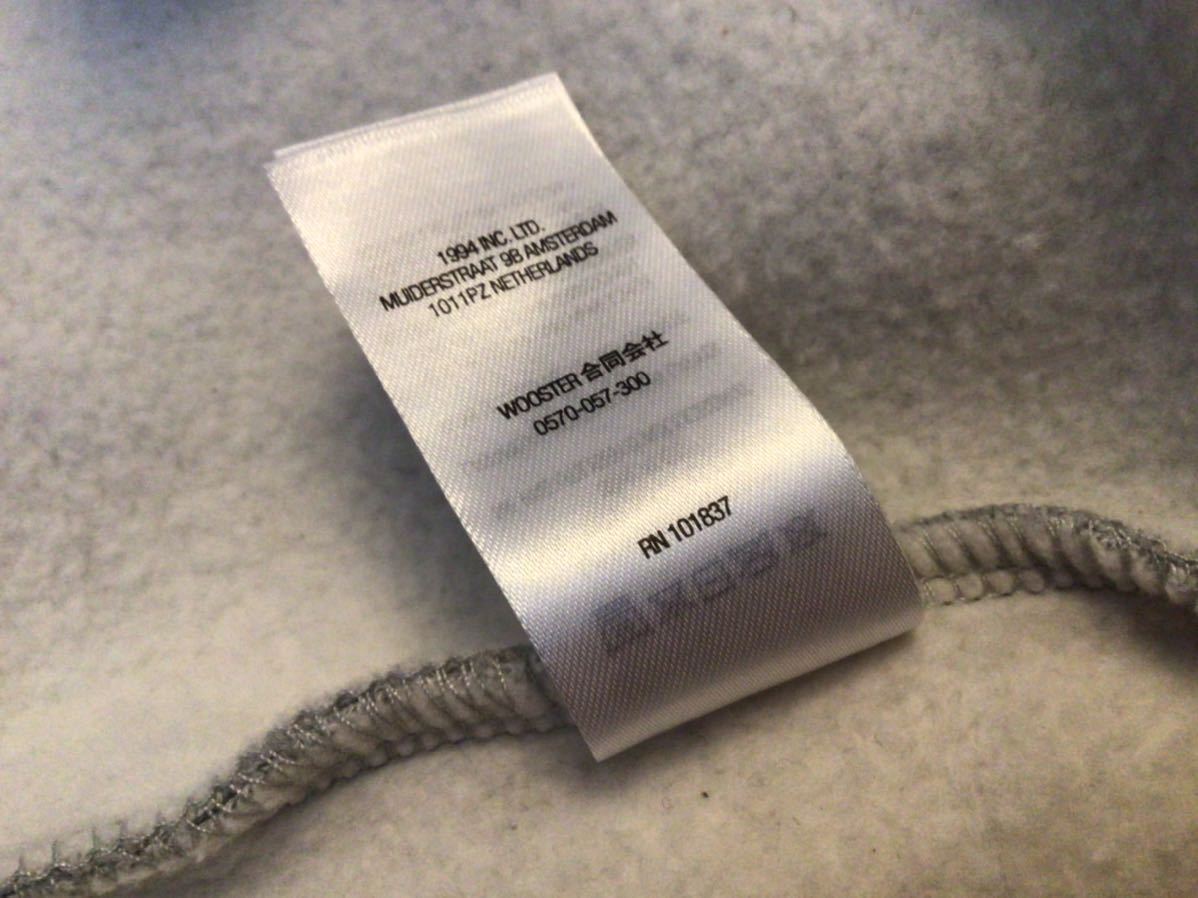 1994 INC. LTD.
MUIDERSTRAAT 9B AMSTERDAM
1011PZ NETHERLANDS
WOOSTER 合同会社
0570-057-300
RN 101837